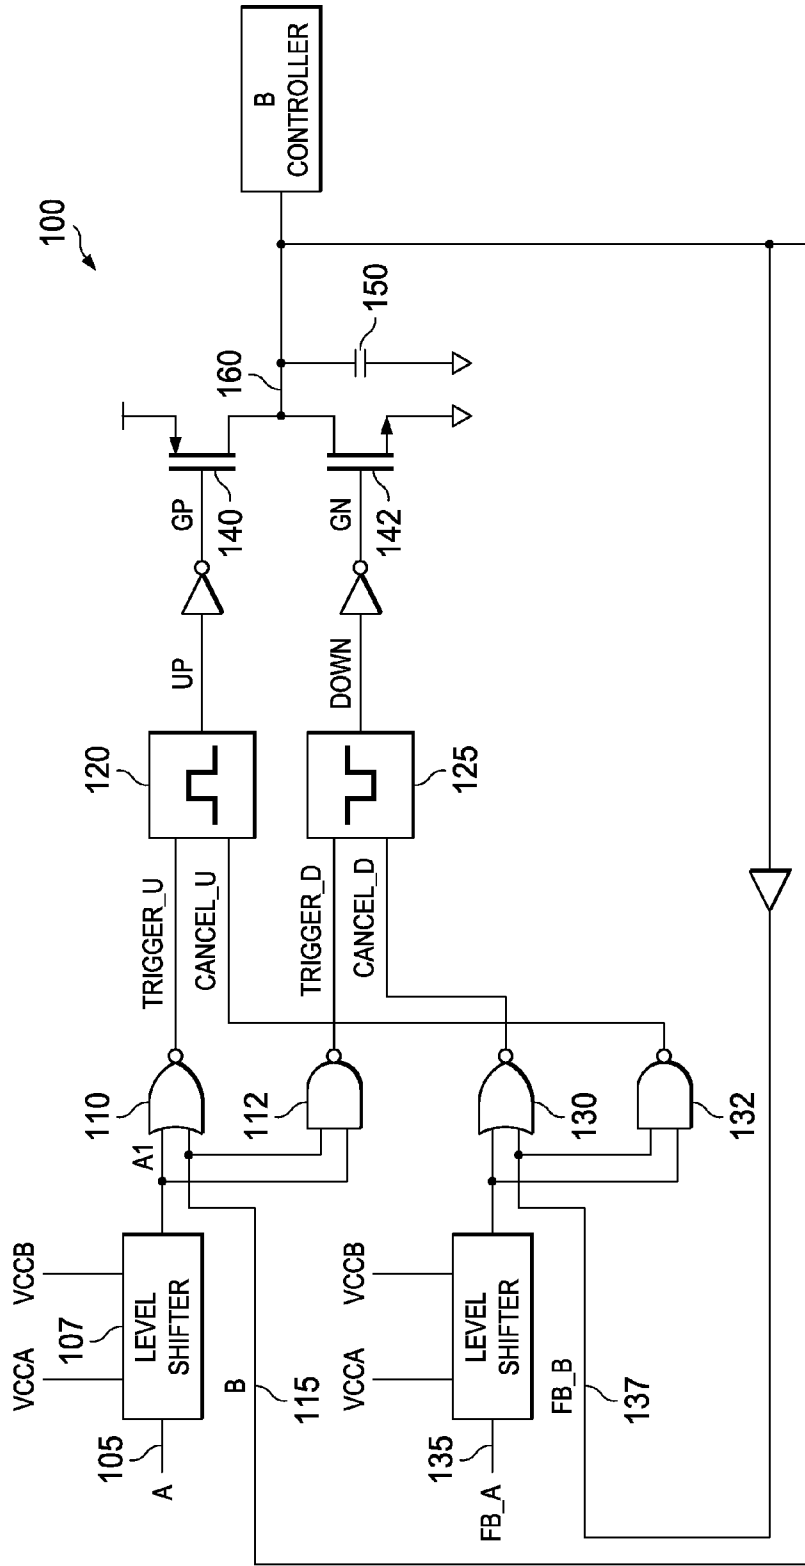 100
B
CONTROLLER
VCCA
VCCB
107
LEVEL
SHIFTER
105
A
A1
110
TRIGGER_U
120
UP
GP
140
160
150
B
115
112
CANCEL_U
TRIGGER_D
CANCEL_D
125
DOWN
GN
142
VCCA
VCCB
LEVEL
SHIFTER
135
FB_A
130
FB_B
137
132